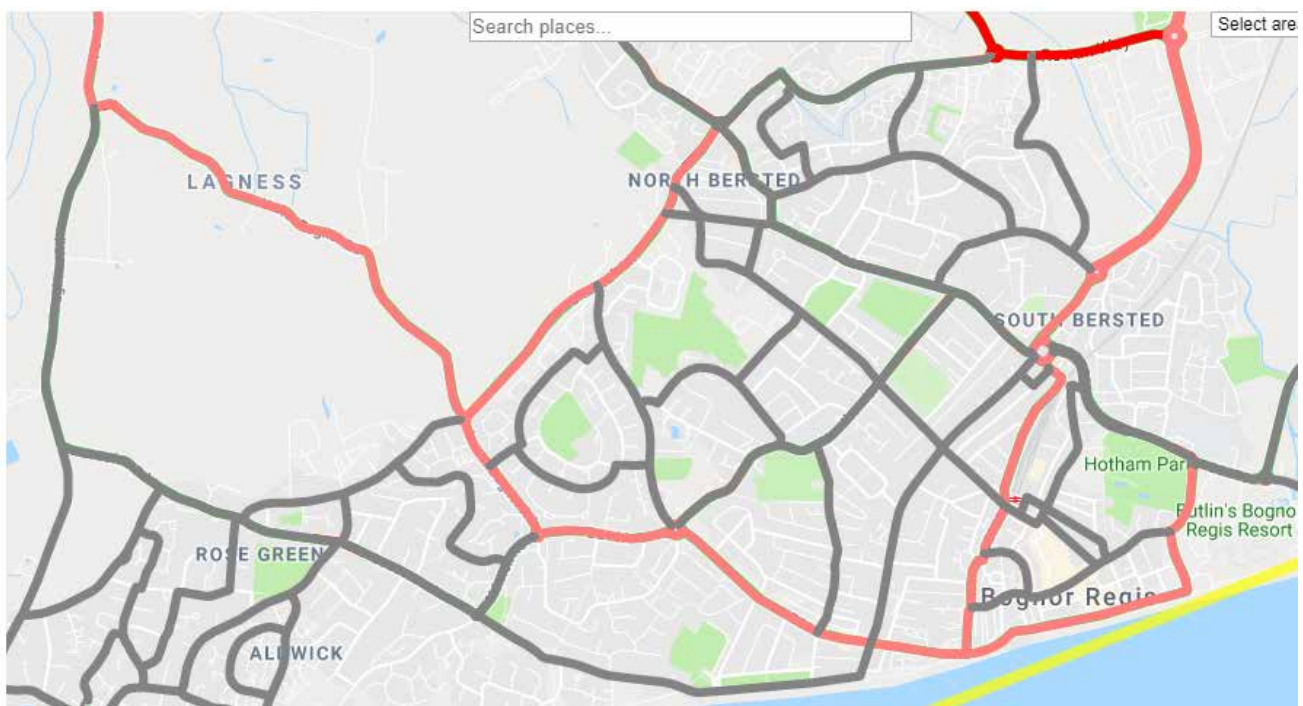 Search places...
Select area
LAGNESS
NORTH BERSTED
SOUTH BERSTED
Hotham Park
Butlin's Bognor
Regis Resort
ROSE GREEN
Bognor Regis
ALDWICK